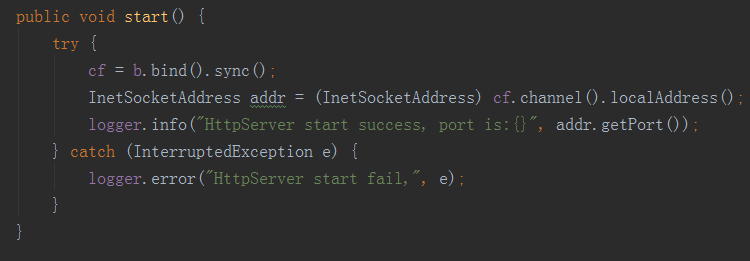 public void start() {
try {
cf = b.bind().sync();
InetSocketAddress addr = (InetSocketAddress) cf.channel().localAddress();
logger.info("HttpServer start success, port is:{}", addr.getPort());
} catch (InterruptedException e) {
logger.error("HttpServer start fail,", e);
}
}